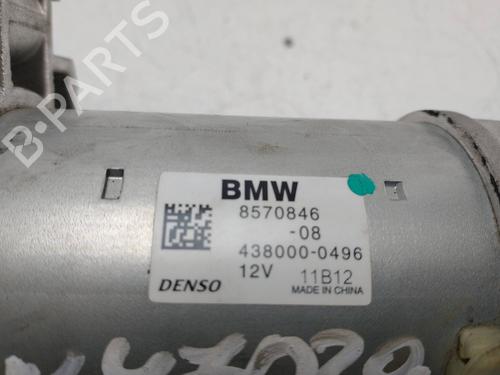 B-PARTS
BMW
8570846
-08
438000-0496
12V 11B12
DENSO MADE IN CHINA